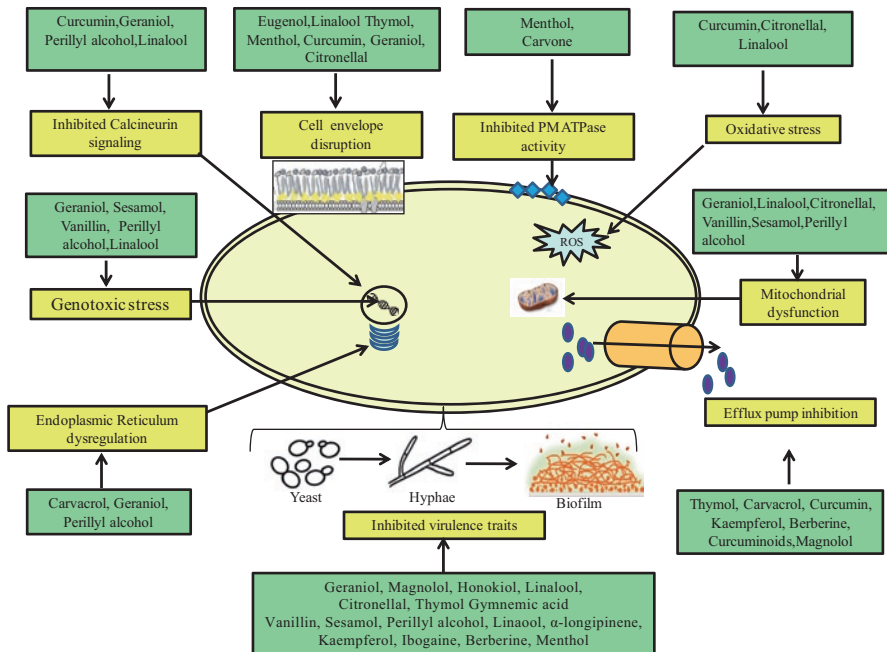 Curcumin,Geraniol,
Perillyl alcohol,Linalool
Eugenol,Linalool Thymol,
Menthol, Curcumin, Geraniol,
Citronellal
Menthol,
Carvone
Curcumin,Citronellal,
Linalool
Inhibited Calcineurin
signaling
Cell envelope
disruption
Inhibited PMATPase
activity
Oxidative stress
Geraniol, Sesamol,
Vanillin, Perillyl
alcohol,Linalool
ROS
Geraniol,Linalool,Citronellal,
Vanillin,Sesamol,Perillyl
alcohol
Genotoxic stress
Mitochondrial
dysfunction
Endoplasmic Reticulum
dysregulation
Efflux pump inhibition
Carvacrol, Geraniol,
Perillyl alcohol
Yeast
Hyphae
Biofilm
Thymol, Carvacrol, Curcumin,
Kaempferol, Berberine,
Curcuminoids,Magnolol
Inhibited virulence traits
Geraniol, Magnolol, Honokiol, Linalool,
Citronellal, Thymol Gymnemic acid
Vanillin, Sesamol, Perillyl alcohol, Linaool, α-longipinene,
Kaempferol, Ibogaine, Berberine, Menthol